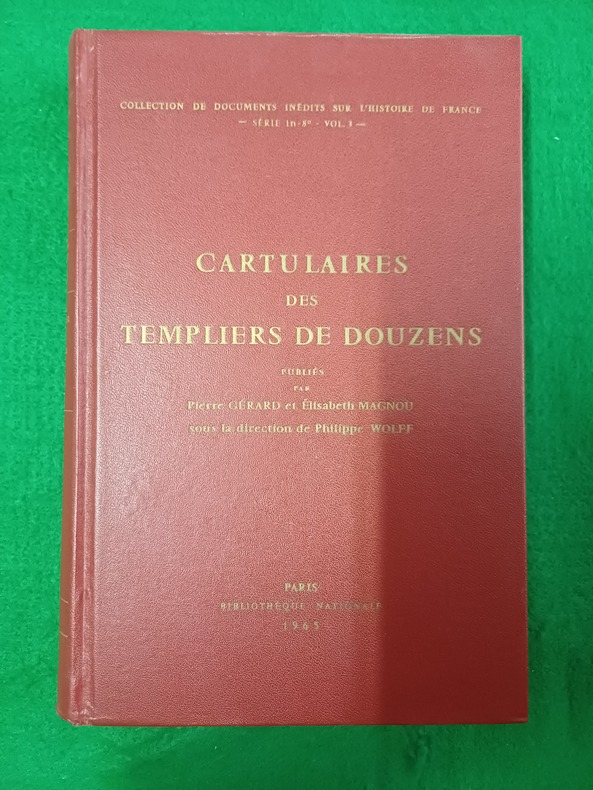 COLLECTION DE DOCUMENTS INÉDITS SUR L'HISTOIRE DE FRANCE
— SÉRIE in-8º - VOL. 3 —
CARTULAIRES
DES
TEMPLIERS DE DOUZENS
PUBLIÉS
PAR
Pierre GÉRARD et Élisabeth MAGNOU
sous la direction de Philippe WOLFF
PARIS
BIBLIOTHÈQUE NATIONALE
1965